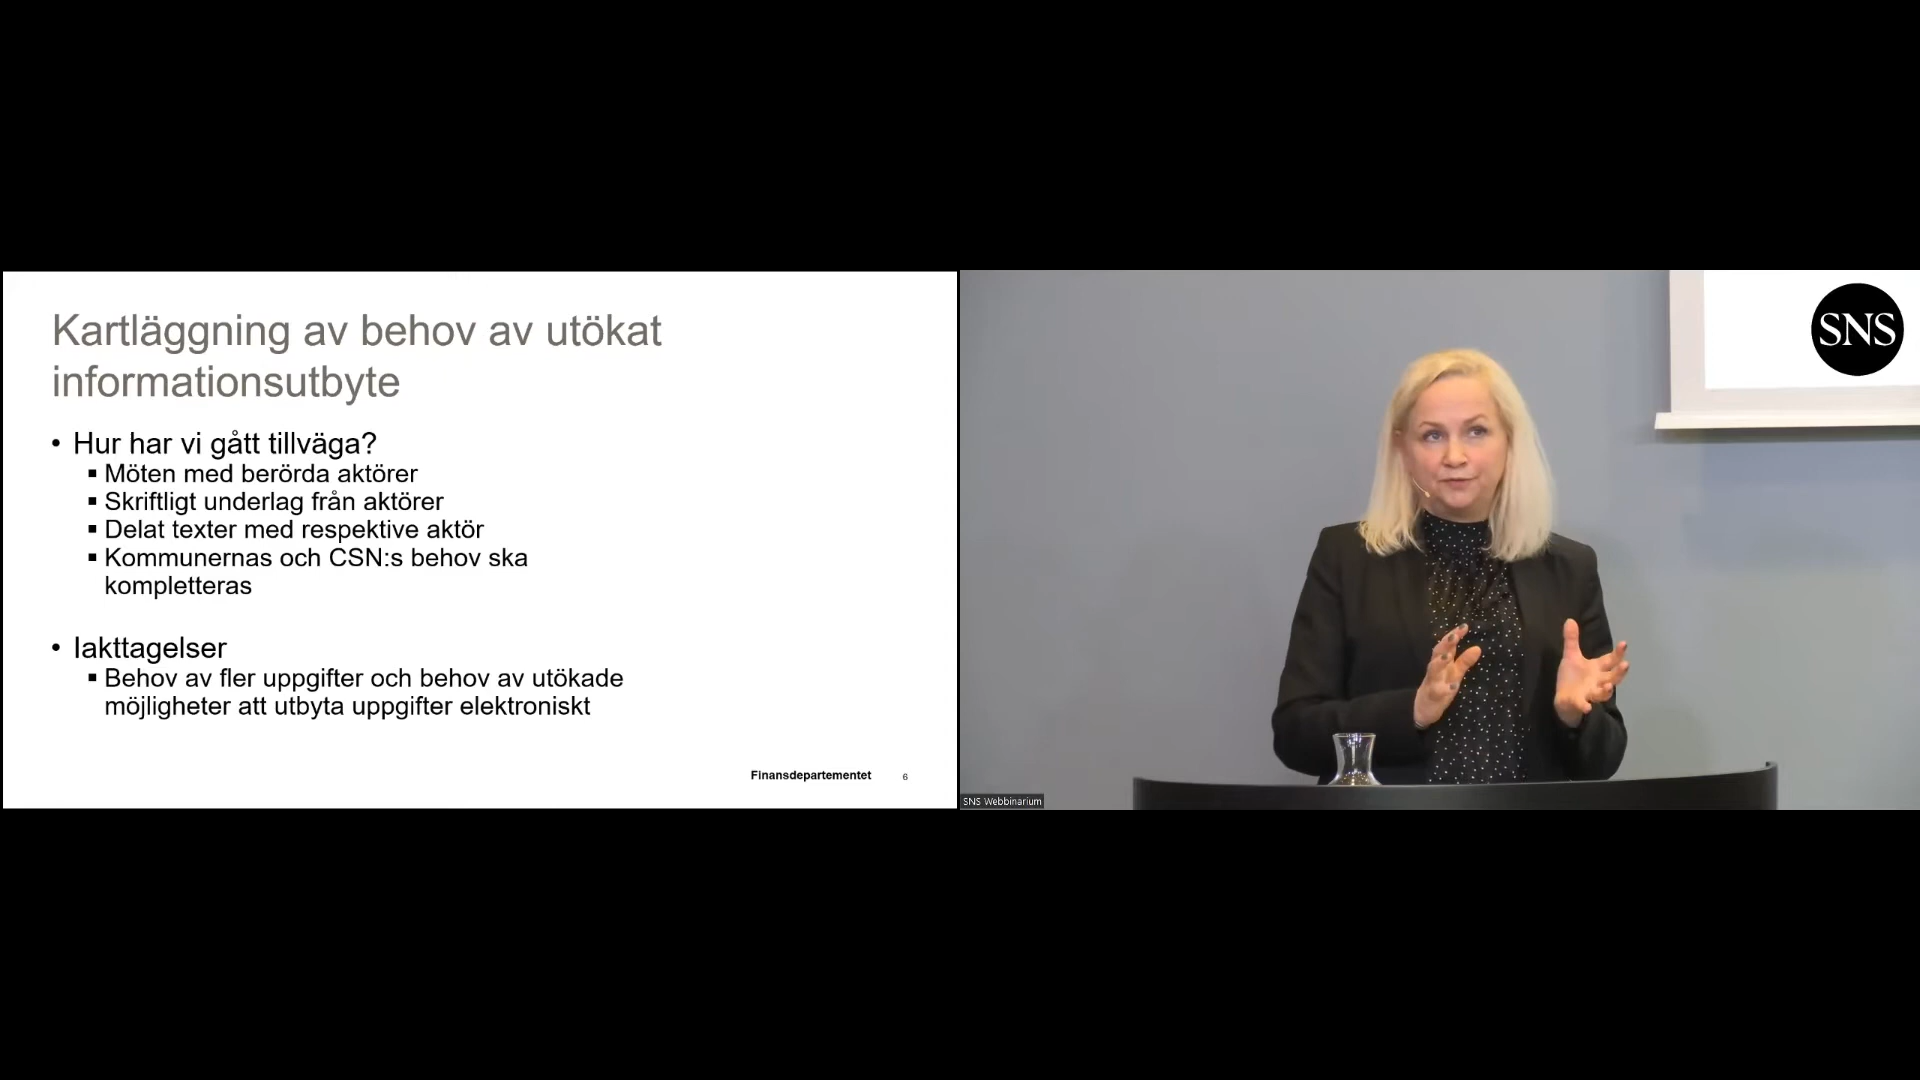 Kartläggning av behov av utökat
informationsutbyte
• Hur har vi gått tillväga?
▪ Möten med berörda aktörer
▪ Skriftligt underlag från aktörer
▪ Delat texter med respektive aktör
▪ Kommunernas och CSN:s behov ska
kompletteras
• Iakttagelser
▪ Behov av fler uppgifter och behov av utökade
möjligheter att utbyta uppgifter elektroniskt
Finansdepartementet 6
SNS
SNS Webbinarium